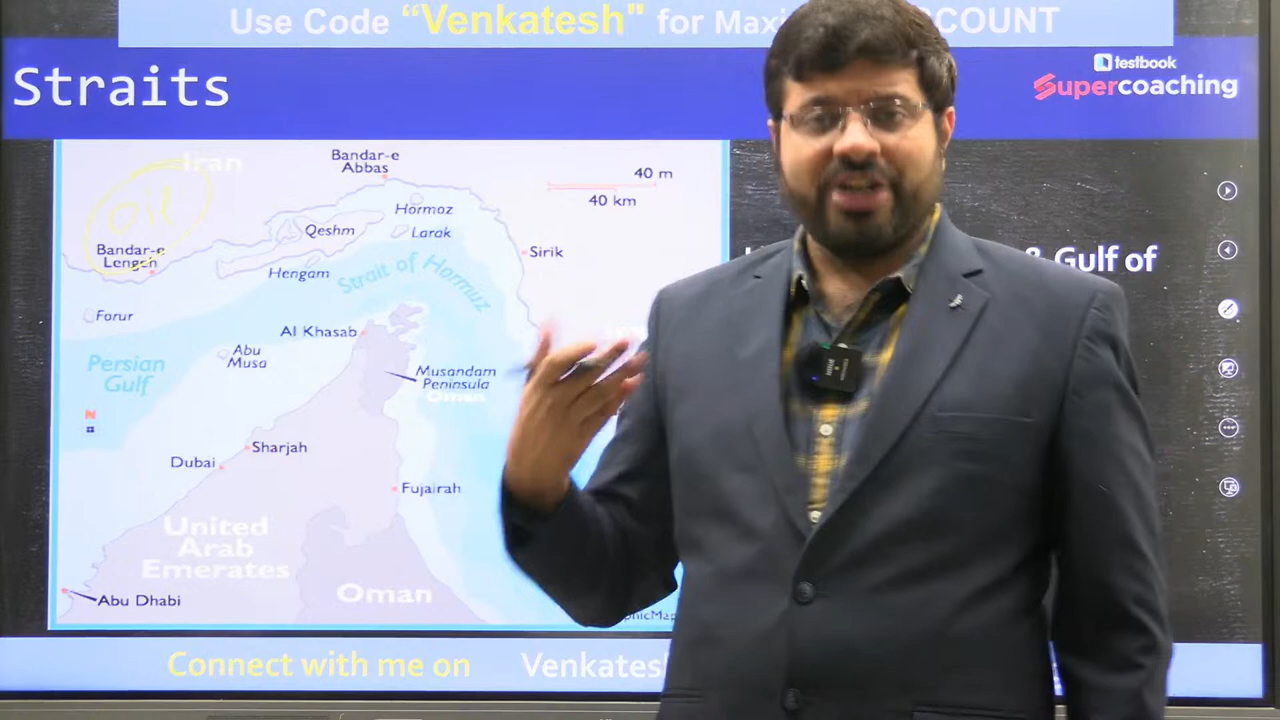 Use Code “Venkatesh" for Maxi COUNT
Straits
testbook
Supercoaching
Iran
oil
Bandar-e
Abbas
40 m
40 km
Hormoz
Qeshm
Larak
Bandar-e
Lengeh
Hengam
Sirik
Strait of Hormuz
& Gulf of
Forur
Al Khasab
Abu
Musa
Persian
Gulf
Musandam
Peninsula
Oman
N
Sharjah
Dubai
Fujairah
United
Arab
Emerates
Abu Dhabi
Oman
Connect with me on Venkatesh